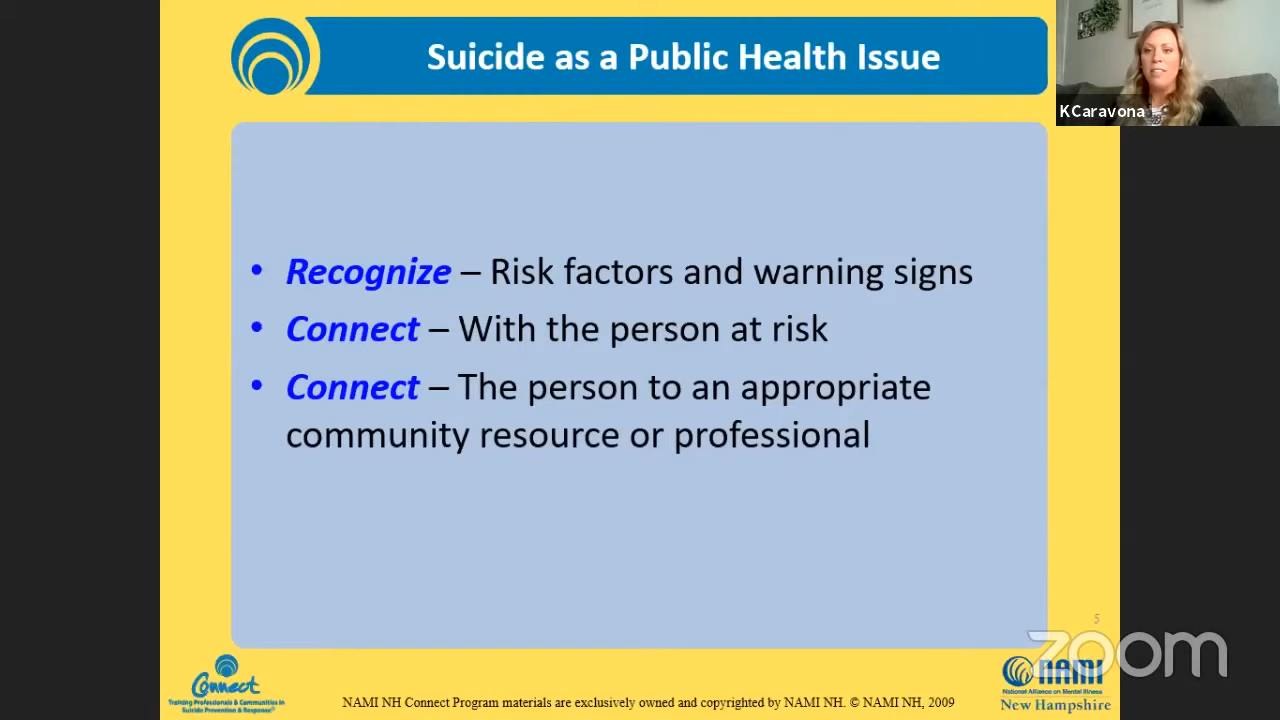 Suicide as a Public Health Issue
KCaravona
• Recognize – Risk factors and warning signs
• Connect – With the person at risk
• Connect – The person to an appropriate
community resource or professional
5
zoom
Connect
Training Professionals & Communities in
Suicide Prevention & Response®
NAMI NH Connect Program materials are exclusively owned and copyrighted by NAMI NH. © NAMI NH, 2009
NAMI
National Alliance on Mental Illness
New Hampshire